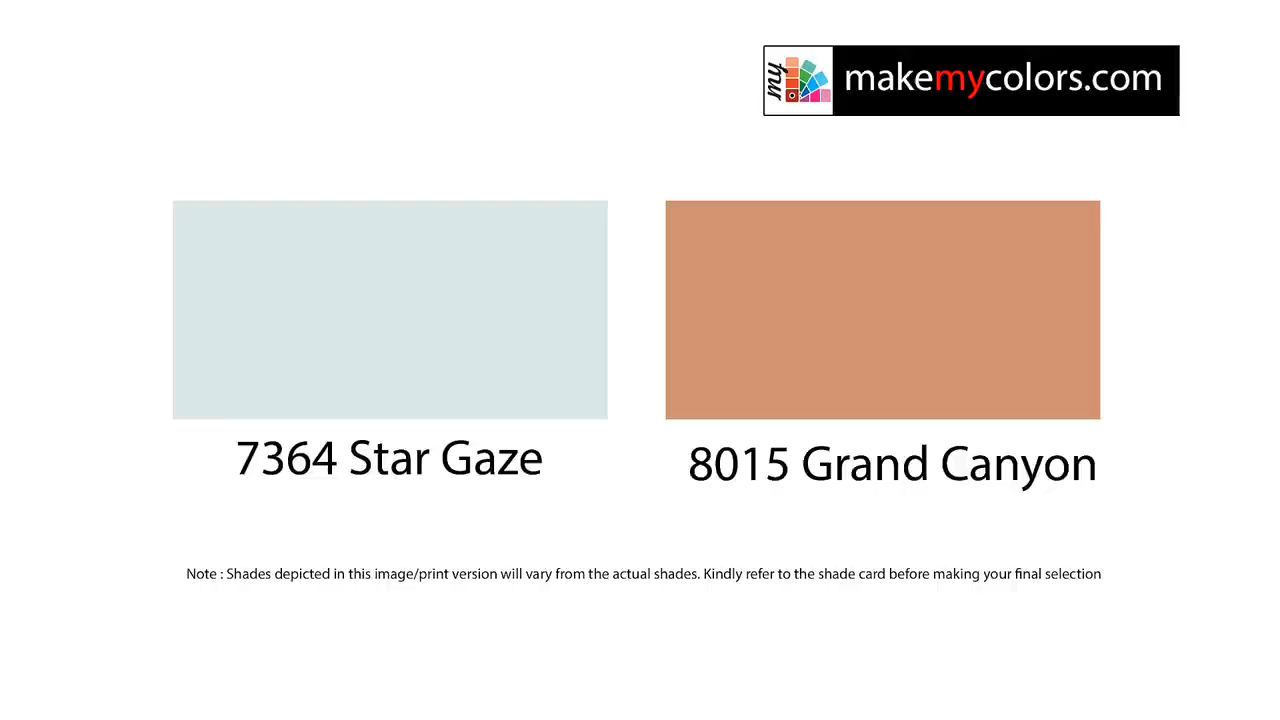 my
makemycolors.com
7364 Star Gaze
8015 Grand Canyon
Note : Shades depicted in this image/print version will vary from the actual shades. Kindly refer to the shade card before making your final selection